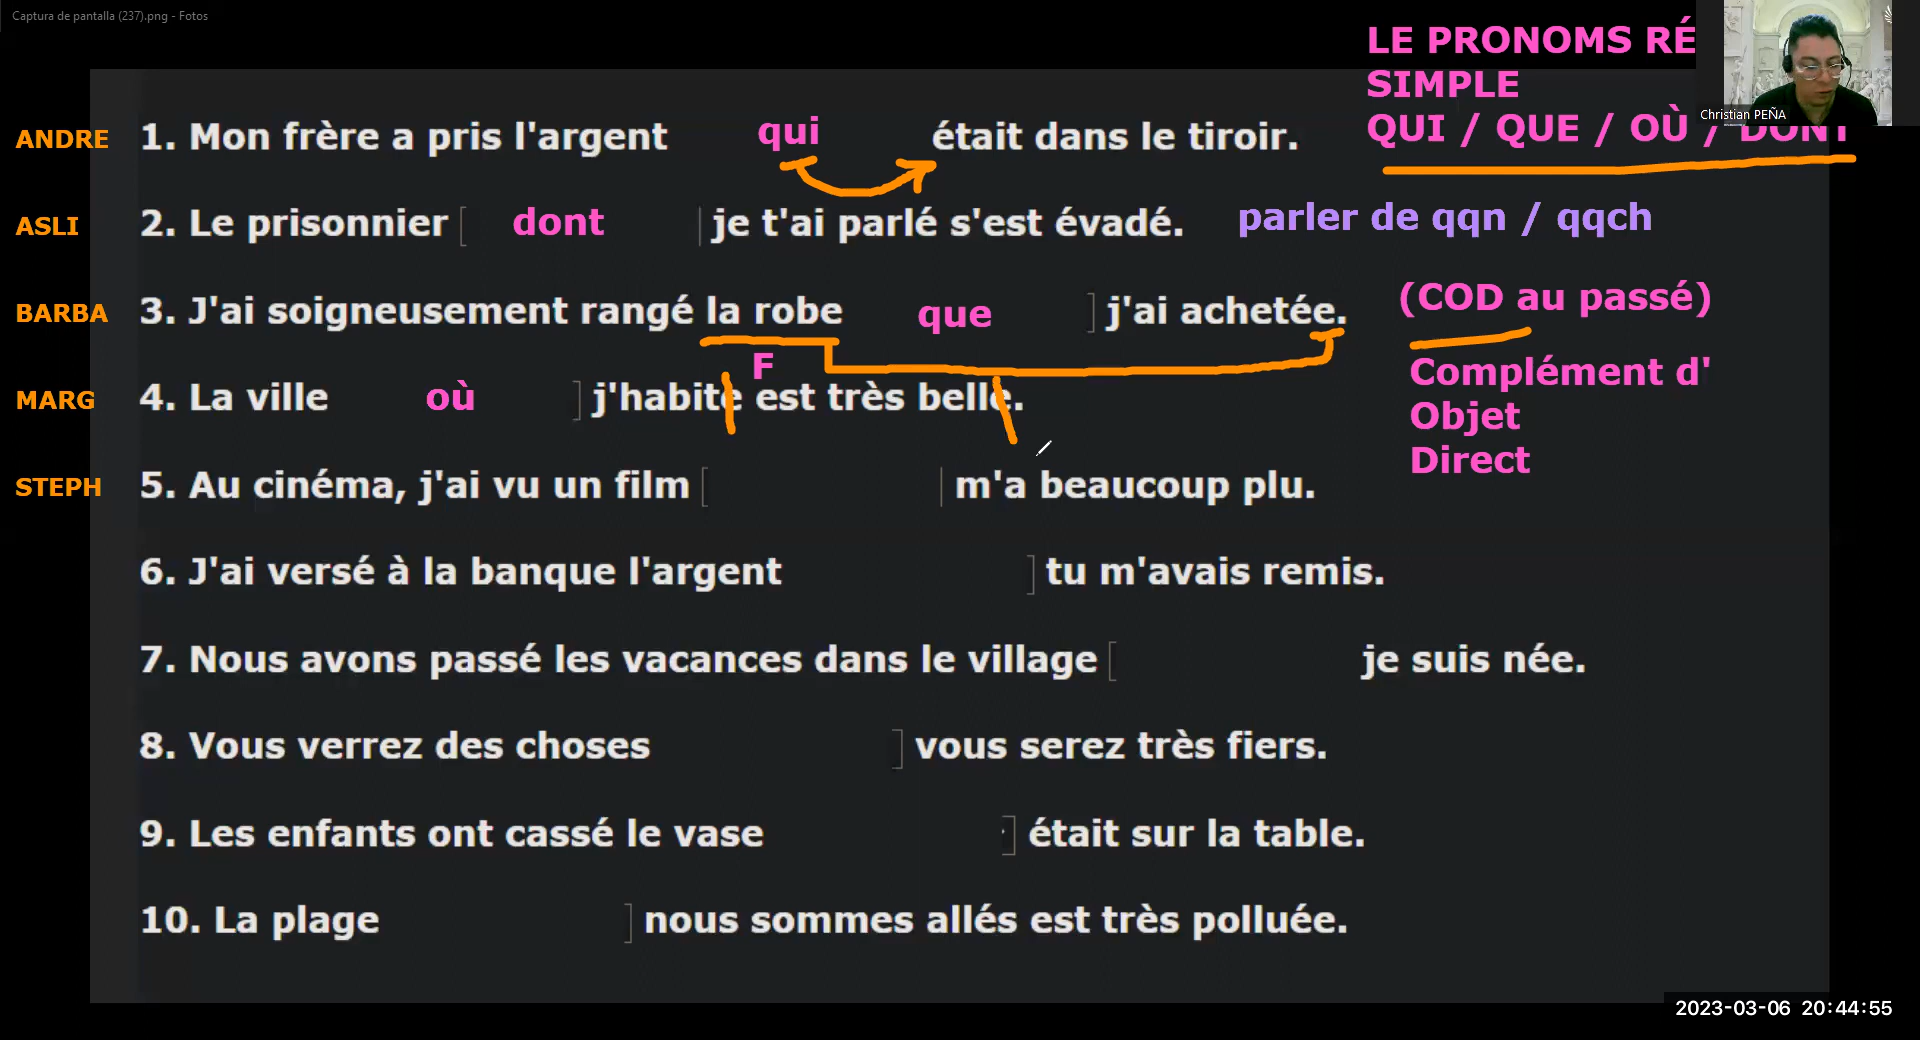 Captura de pantalla (237).png - Fotos
LE PRONOMS RÉ
SIMPLE
QUI / QUE / OÙ / DONT
Christian PEÑA
ANDRE 1. Mon frère a pris l'argent qui était dans le tiroir.
ASLI 2. Le prisonnier [ dont | je t'ai parlé s'est évadé. parler de qqn / qqch
BARBA 3. J'ai soigneusement rangé la robe que ] j'ai achetée. (COD au passé)
F
Complément d'
MARG 4. La ville où ] j'habite est très belle.
Objet
Direct
STEPH 5. Au cinéma, j'ai vu un film [ | m'a beaucoup plu.
6. J'ai versé à la banque l'argent ] tu m'avais remis.
7. Nous avons passé les vacances dans le village [ je suis née.
8. Vous verrez des choses ] vous serez très fiers.
9. Les enfants ont cassé le vase ] était sur la table.
10. La plage ] nous sommes allés est très polluée.
2023-03-06 20:44:55